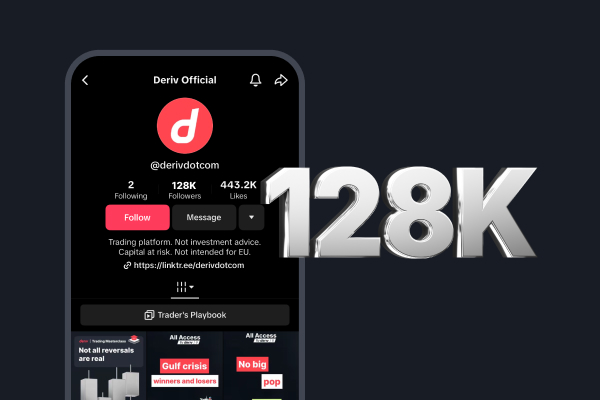 Deriv Official
d
@derivdotcom
2 128K 443.2K
Following Followers Likes
Follow Message
Trading platform. Not investment advice.
Capital at risk. Not intended for EU.
https://linktr.ee/derivdotcom
Trader's Playbook
128K
Trading Masterclass
Not all reversals
are real
All Access
Gulf crisis
winners and losers
All Access
No big
pop